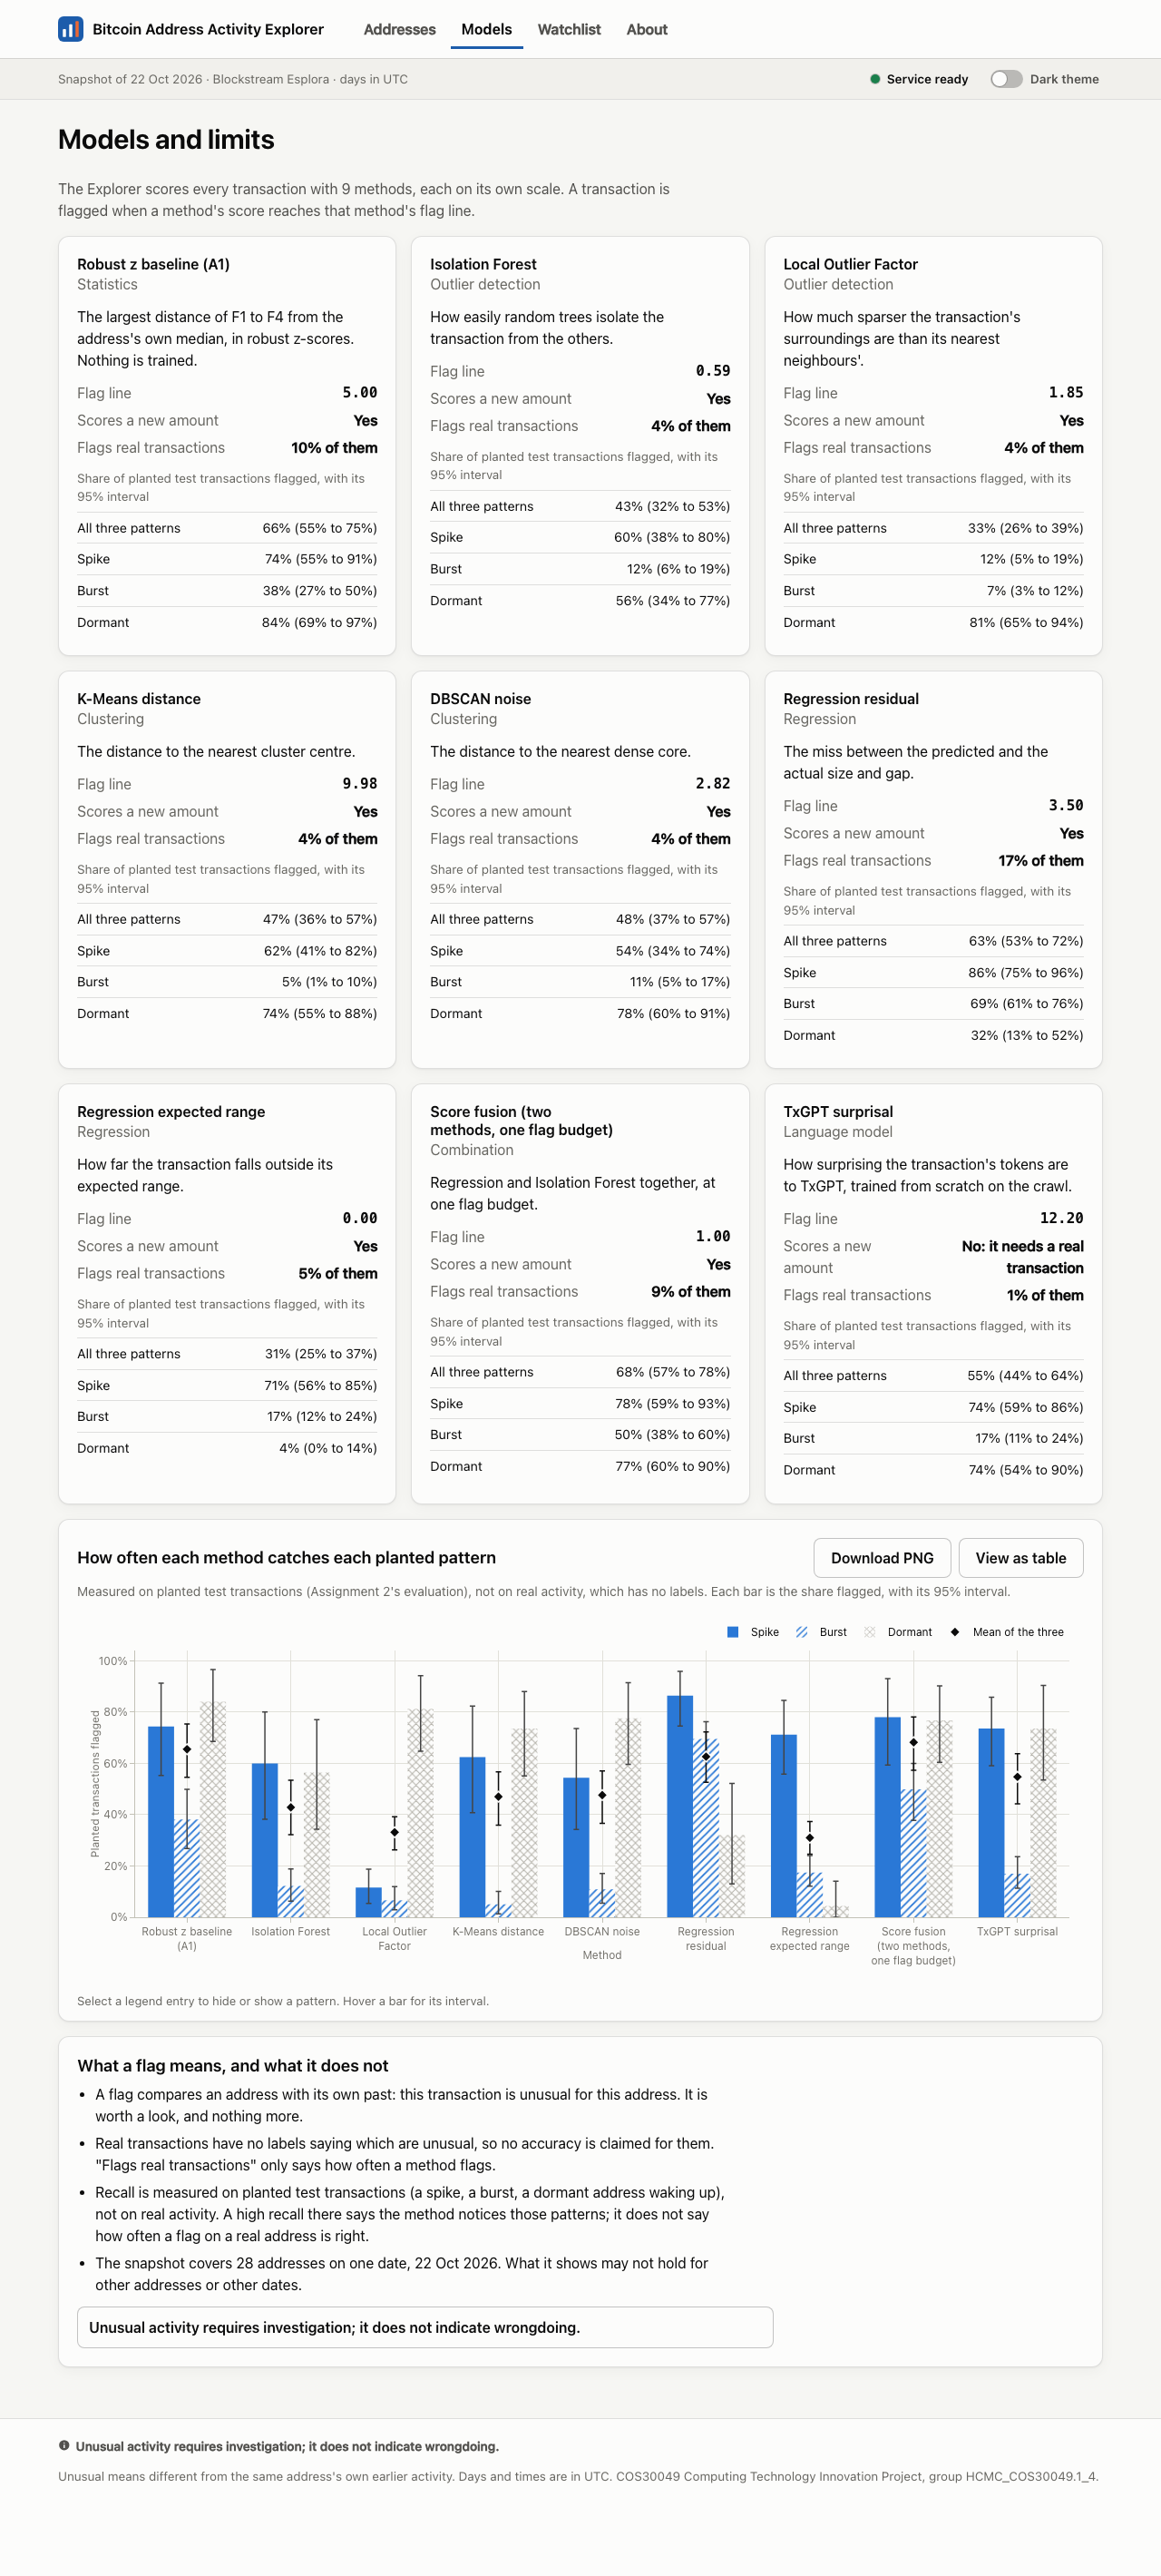 Bitcoin Address Activity Explorer Addresses Models Watchlist About
Snapshot of 22 Oct 2026 · Blockstream Esplora · days in UTC Service ready Dark theme
Models and limits
The Explorer scores every transaction with 9 methods, each on its own scale. A transaction is
flagged when a method's score reaches that method's flag line.
Robust z baseline (A1)
Statistics
The largest distance of F1 to F4 from the
address's own median, in robust z-scores.
Nothing is trained.
Flag line 5.00
Scores a new amount Yes
Flags real transactions 10% of them
Share of planted test transactions flagged, with its
95% interval
All three patterns 66% (55% to 75%)
Spike 74% (55% to 91%)
Burst 38% (27% to 50%)
Dormant 84% (69% to 97%)
Isolation Forest
Outlier detection
How easily random trees isolate the
transaction from the others.
Flag line 0.59
Scores a new amount Yes
Flags real transactions 4% of them
Share of planted test transactions flagged, with its
95% interval
All three patterns 43% (32% to 53%)
Spike 60% (38% to 80%)
Burst 12% (6% to 19%)
Dormant 56% (34% to 77%)
Local Outlier Factor
Outlier detection
How much sparser the transaction's
surroundings are than its nearest
neighbours'.
Flag line 1.85
Scores a new amount Yes
Flags real transactions 4% of them
Share of planted test transactions flagged, with its
95% interval
All three patterns 33% (26% to 39%)
Spike 12% (5% to 19%)
Burst 7% (3% to 12%)
Dormant 81% (65% to 94%)
K-Means distance
Clustering
The distance to the nearest cluster centre.
Flag line 9.98
Scores a new amount Yes
Flags real transactions 4% of them
Share of planted test transactions flagged, with its
95% interval
All three patterns 47% (36% to 57%)
Spike 62% (41% to 82%)
Burst 5% (1% to 10%)
Dormant 74% (55% to 88%)
DBSCAN noise
Clustering
The distance to the nearest dense core.
Flag line 2.82
Scores a new amount Yes
Flags real transactions 4% of them
Share of planted test transactions flagged, with its
95% interval
All three patterns 48% (37% to 57%)
Spike 54% (34% to 74%)
Burst 11% (5% to 17%)
Dormant 78% (60% to 91%)
Regression residual
Regression
The miss between the predicted and the
actual size and gap.
Flag line 3.50
Scores a new amount Yes
Flags real transactions 17% of them
Share of planted test transactions flagged, with its
95% interval
All three patterns 63% (53% to 72%)
Spike 86% (75% to 96%)
Burst 69% (61% to 76%)
Dormant 32% (13% to 52%)
Regression expected range
Regression
How far the transaction falls outside its
expected range.
Flag line 0.00
Scores a new amount Yes
Flags real transactions 5% of them
Share of planted test transactions flagged, with its
95% interval
All three patterns 31% (25% to 37%)
Spike 71% (56% to 85%)
Burst 17% (12% to 24%)
Dormant 4% (0% to 14%)
Score fusion (two
methods, one flag budget)
Combination
Regression and Isolation Forest together, at
one flag budget.
Flag line 1.00
Scores a new amount Yes
Flags real transactions 9% of them
Share of planted test transactions flagged, with its
95% interval
All three patterns 68% (57% to 78%)
Spike 78% (59% to 93%)
Burst 50% (38% to 60%)
Dormant 77% (60% to 90%)
TxGPT surprisal
Language model
How surprising the transaction's tokens are
to TxGPT, trained from scratch on the crawl.
Flag line 12.20
Scores a new No: it needs a real
amount transaction
Flags real transactions 1% of them
Share of planted test transactions flagged, with its
95% interval
All three patterns 55% (44% to 64%)
Spike 74% (59% to 86%)
Burst 17% (11% to 24%)
Dormant 74% (54% to 90%)
How often each method catches each planted pattern Download PNG View as table
Measured on planted test transactions (Assignment 2's evaluation), not on real activity, which has no labels. Each bar is the share flagged, with its 95% interval.
Spike Burst Dormant Mean of the three
Planted transactions flagged
100%
80%
60%
40%
20%
0%
Robust z baseline Isolation Forest Local Outlier K-Means distance DBSCAN noise Regression Regression Score fusion TxGPT surprisal
(A1) Factor residual expected range (two methods,
one flag budget)
Method
Select a legend entry to hide or show a pattern. Hover a bar for its interval.
What a flag means, and what it does not
• A flag compares an address with its own past: this transaction is unusual for this address. It is
worth a look, and nothing more.
• Real transactions have no labels saying which are unusual, so no accuracy is claimed for them.
"Flags real transactions" only says how often a method flags.
• Recall is measured on planted test transactions (a spike, a burst, a dormant address waking up),
not on real activity. A high recall there says the method notices those patterns; it does not say
how often a flag on a real address is right.
• The snapshot covers 28 addresses on one date, 22 Oct 2026. What it shows may not hold for
other addresses or other dates.
Unusual activity requires investigation; it does not indicate wrongdoing.
Unusual activity requires investigation; it does not indicate wrongdoing.
Unusual means different from the same address's own earlier activity. Days and times are in UTC. COS30049 Computing Technology Innovation Project, group HCMC_COS30049.1_4.